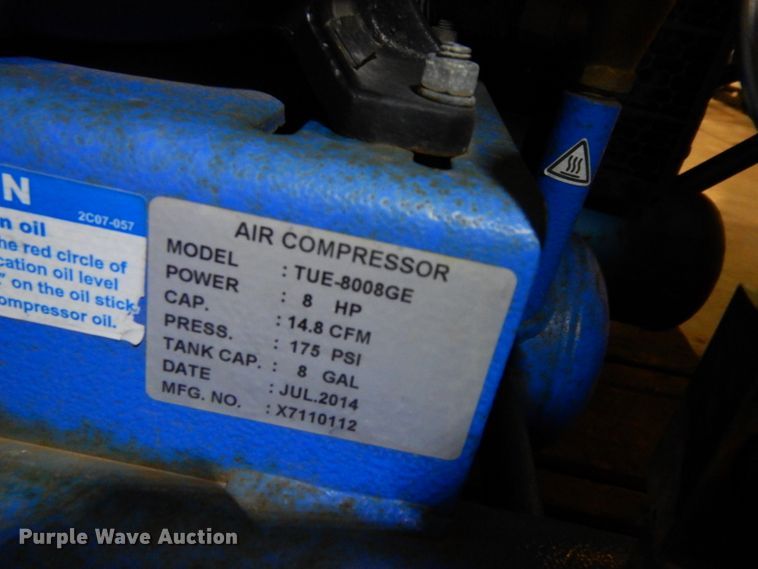 N
2C07-057
n oil
he red circle of
cation oil level
" on the oil stick
ompressor oil.
AIR COMPRESSOR
MODEL : TUE-8008GE
POWER : 8 HP
CAP. : 14.8 CFM
PRESS. : 175 PSI
TANK CAP. : 8 GAL
DATE : JUL.2014
MFG. NO. : X7110112
Purple Wave Auction